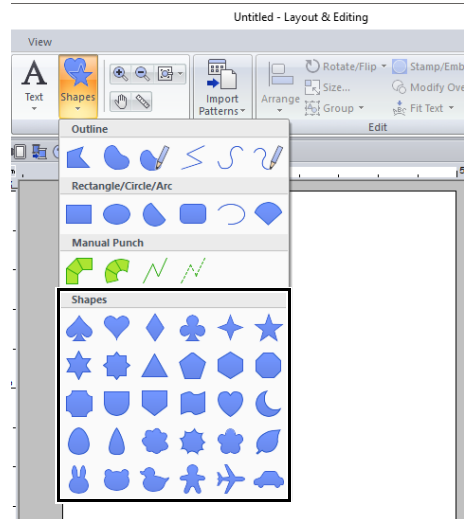 Untitled - Layout & Editing
View
Text
Shapes
Import
Patterns
Arrange
Rotate/Flip
Size...
Group
Stamp/Emb
Modify Ove
Fit Text
Edit
Outline
Rectangle/Circle/Arc
Manual Punch
Shapes